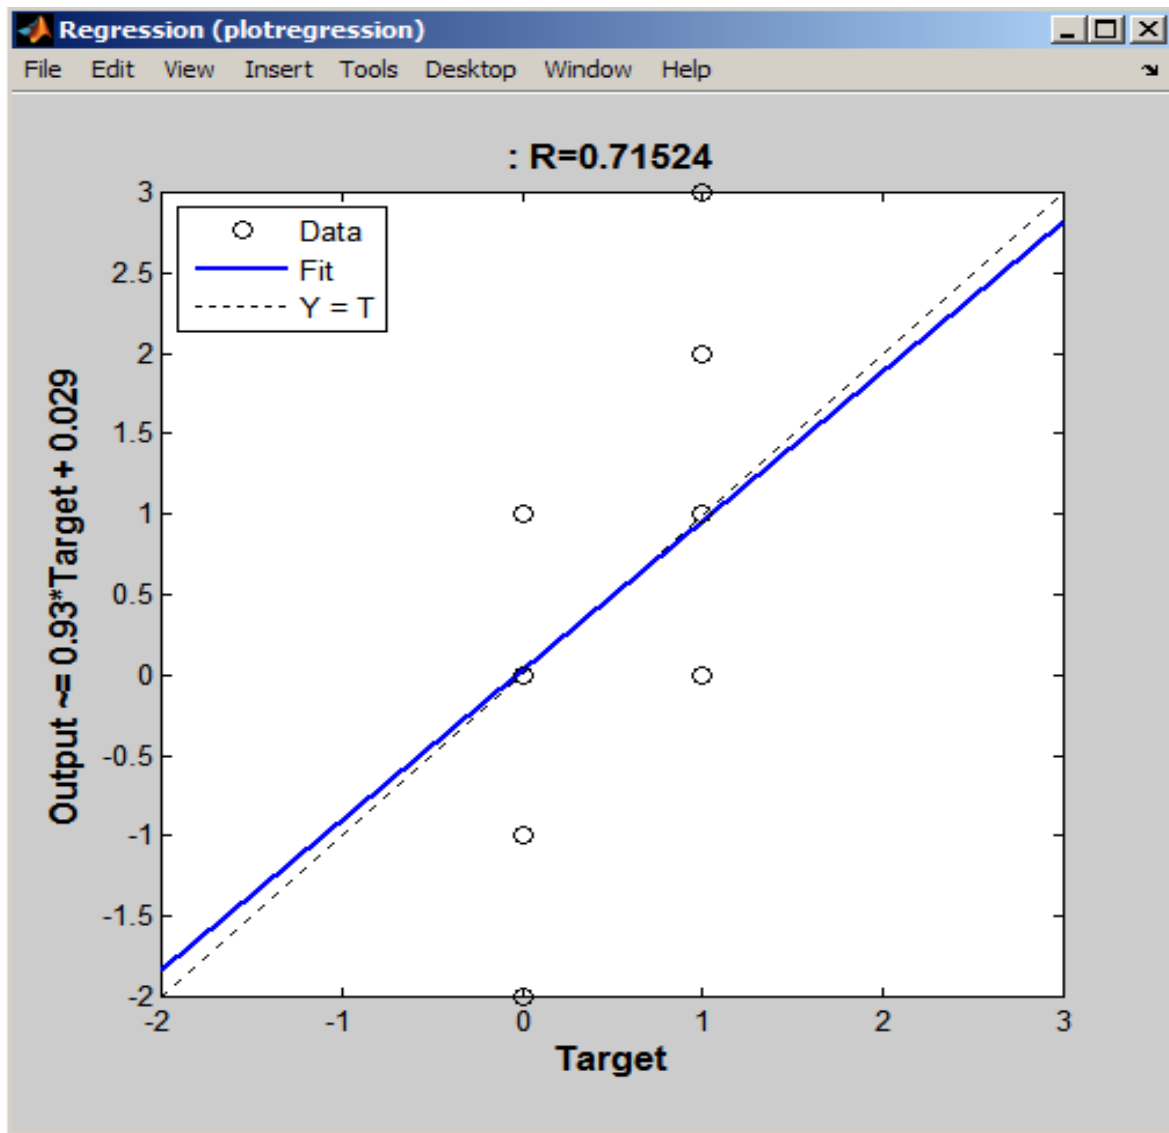 Regression (plotregression)
File Edit View Insert Tools Desktop Window Help
: R=0.71524
Data
Fit
Y = T
3
2.5
2
1.5
1
0.5
0
-0.5
-1
-1.5
-2
Output ~= 0.93*Target + 0.029
-2 -1 0 1 2 3
Target